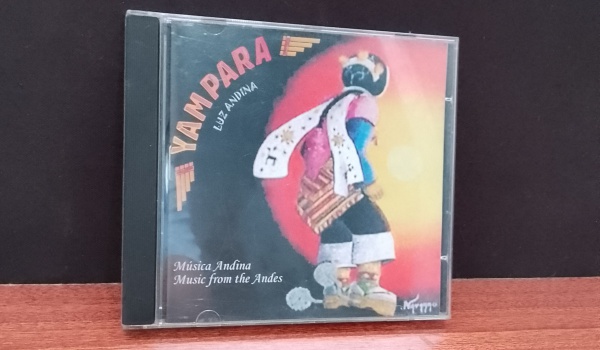 YAMPARA
LUZ ANDINA
Música Andina
Music from the Andes